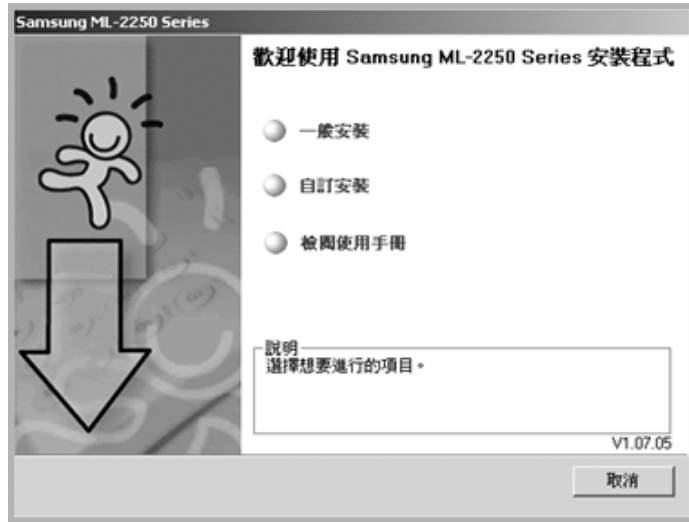 Samsung ML-2250 Series
歡迎使用 Samsung ML-2250 Series 安裝程式
一般安裝
自訂安裝
檢閱使用手冊
說明
選擇想要進行的項目。
V1.07.05
取消